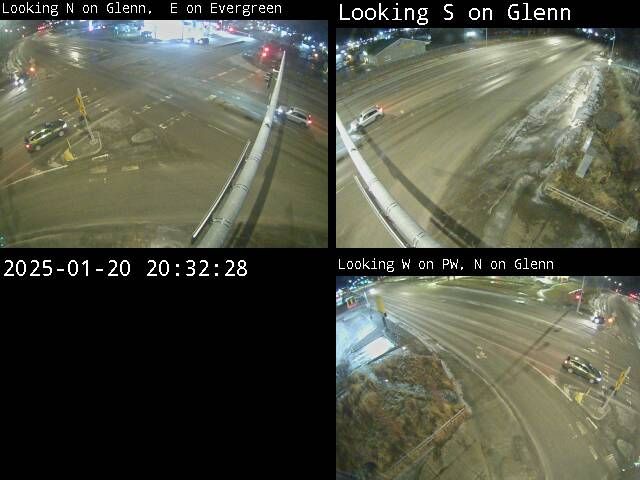 Looking N on Glenn, E on Evergreen
Looking S on Glenn
2025-01-20 20:32:28
Looking W on PW, N on Glenn